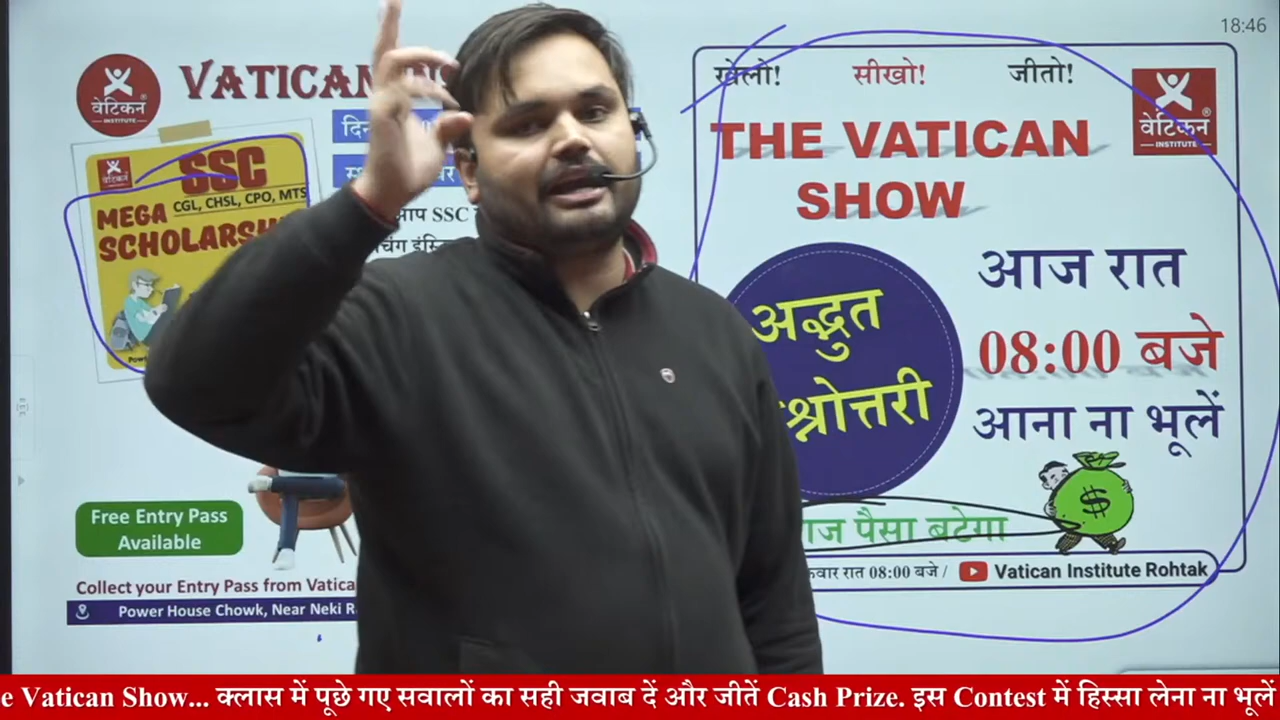 18:46
वेटिकन
INSTITUTE
VATICAN
SSC
CGL, CHSL, CPO, MTS
MEGA
वेटिकन
आप SSC
Free Entry Pass
Available
Collect your Entry Pass from
Power House Chowk, Near Neki
खेलो! सीखो! जीतो!
वेटिकन
INSTITUTE
THE VATICAN
SHOW
अद्भुत
आज रात
08:00 बजे
आना ना भूलें
पैसा बटेगा
रात 08:00 बजे / Vatican Institute Rohtak
Vatican Show... क्लास में पूछे गए सवालों का सही जवाब दें और जीतें Cash Prize. इस Contest में हिस्सा लेना ना भूलें